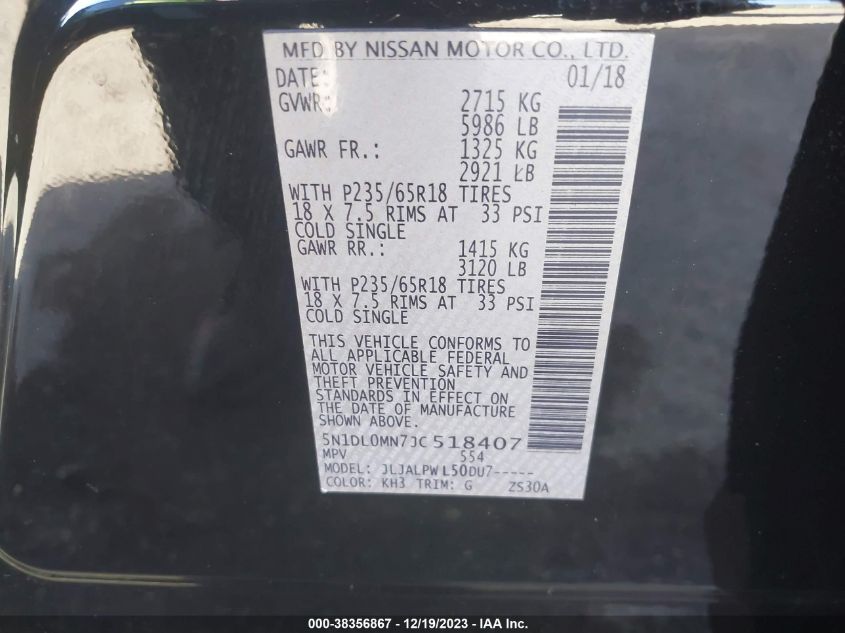 MFD BY NISSAN MOTOR CO., LTD.
DATE: 01/18
GVWR: 2715 KG
5986 LB
GAWR FR.: 1325 KG
2921 LB
WITH P235/65R18 TIRES
18 X 7.5 RIMS AT 33 PSI
COLD SINGLE
GAWR RR.: 1415 KG
3120 LB
WITH P235/65R18 TIRES
18 X 7.5 RIMS AT 33 PSI
COLD SINGLE
THIS VEHICLE CONFORMS TO
ALL APPLICABLE FEDERAL
MOTOR VEHICLE SAFETY AND
THEFT PREVENTION
STANDARDS IN EFFECT ON
THE DATE OF MANUFACTURE
SHOWN ABOVE.
5N1DL0MN7JC518407
MPV 554
MODEL: JLJALPWL50DU7-----
COLOR: KH3 TRIM: G ZS30A
000-38356867 - 12/19/2023 - IAA Inc.